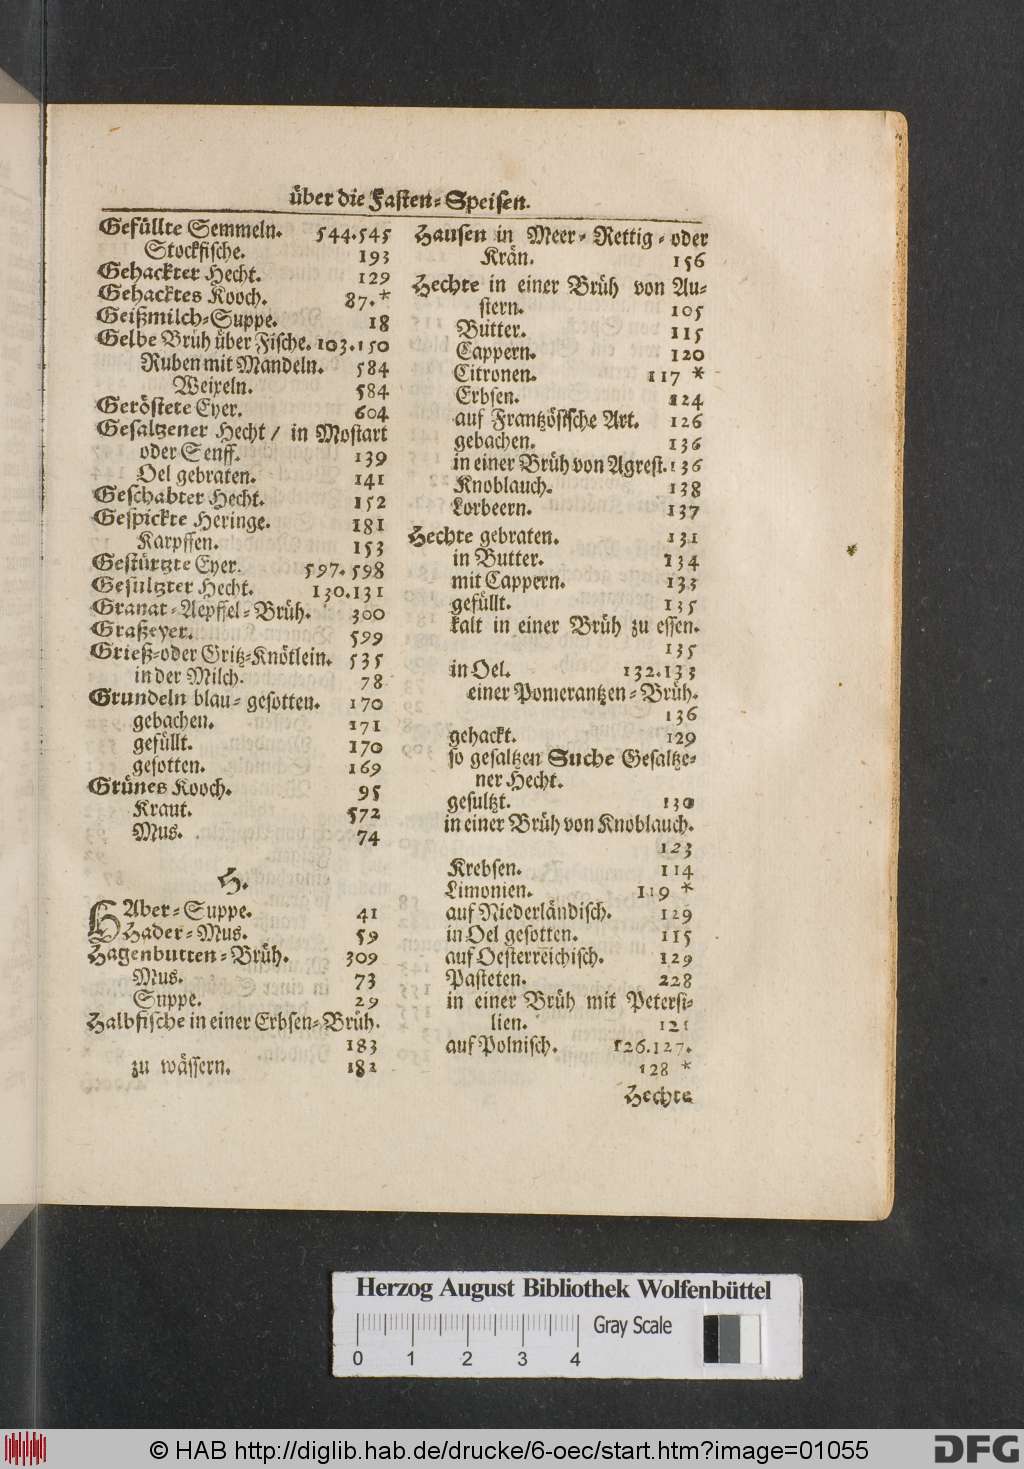 über die Fasten-Speisen.
Gefüllte Semmeln. 544.545
Stockfische. 193
Gehackter Hecht. 129
Gehacktes Kooch. 87.*
Geißmilch-Suppe. 18
Gelbe Brüh über Fische. 103.150
Ruben mit Mandeln. 584
Weixeln. 584
Geröstete Eyer. 604
Gesaltzener Hecht / in Mostart
oder Senff. 139
Oel gebraten. 141
Geschabter Hecht. 152
Gespickte Heringe. 181
Karpffen. 153
Gestürtzte Eyer. 597.598
Gesultzter Hecht. 130.131
Granat-Aepffel-Brüh. 300
Graßeyer. 599
Grieß-oder Gritz-Knötlein. 535
in der Milch. 78
Grundeln blau-gesotten. 170
gebachen. 171
gefüllt. 170
gesotten. 169
Grünes Kooch. 95
Kraut. 572
Mus. 74
H.
HAber-Suppe. 41
Hader-Mus. 59
Hagenbutten-Brüh. 309
Mus. 73
Suppe. 29
Halbfische in einer Erbsen-Brüh.
183
zu wässern. 182
Hausen in Meer-Rettig-oder
Krän. 156
Hechte in einer Brüh von Au-
stern. 105
Butter. 115
Cappern. 120
Citronen. 117 *
Erbsen. 124
auf Frantzösische Art. 126
gebachen. 136
in einer Brüh von Agrest. 136
Knoblauch. 138
Lorbeern. 137
Hechte gebraten. 131
in Butter. 134
mit Cappern. 133
gefüllt. 135
kalt in einer Brüh zu essen.
135
in Oel. 132.133
einer Pomerantzen-Brüh.
136
gehackt. 129
so gesaltzen Suche Gesaltze-
ner Hecht.
gesultzt. 130
in einer Brüh von Knoblauch.
123
Krebsen. 114
Limonien. 119 *
auf Niederländisch. 129
in Oel gesotten. 115
auf Oesterreichisch. 129
Pasteten. 228
in einer Brüh mit Petersi-
lien. 121
auf Polnisch. 126.127.
128 *
Hechte
Herzog August Bibliothek Wolfenbüttel
Gray Scale
0 1 2 3 4
© HAB http://diglib.hab.de/drucke/6-oec/start.htm?image=01055
DFG